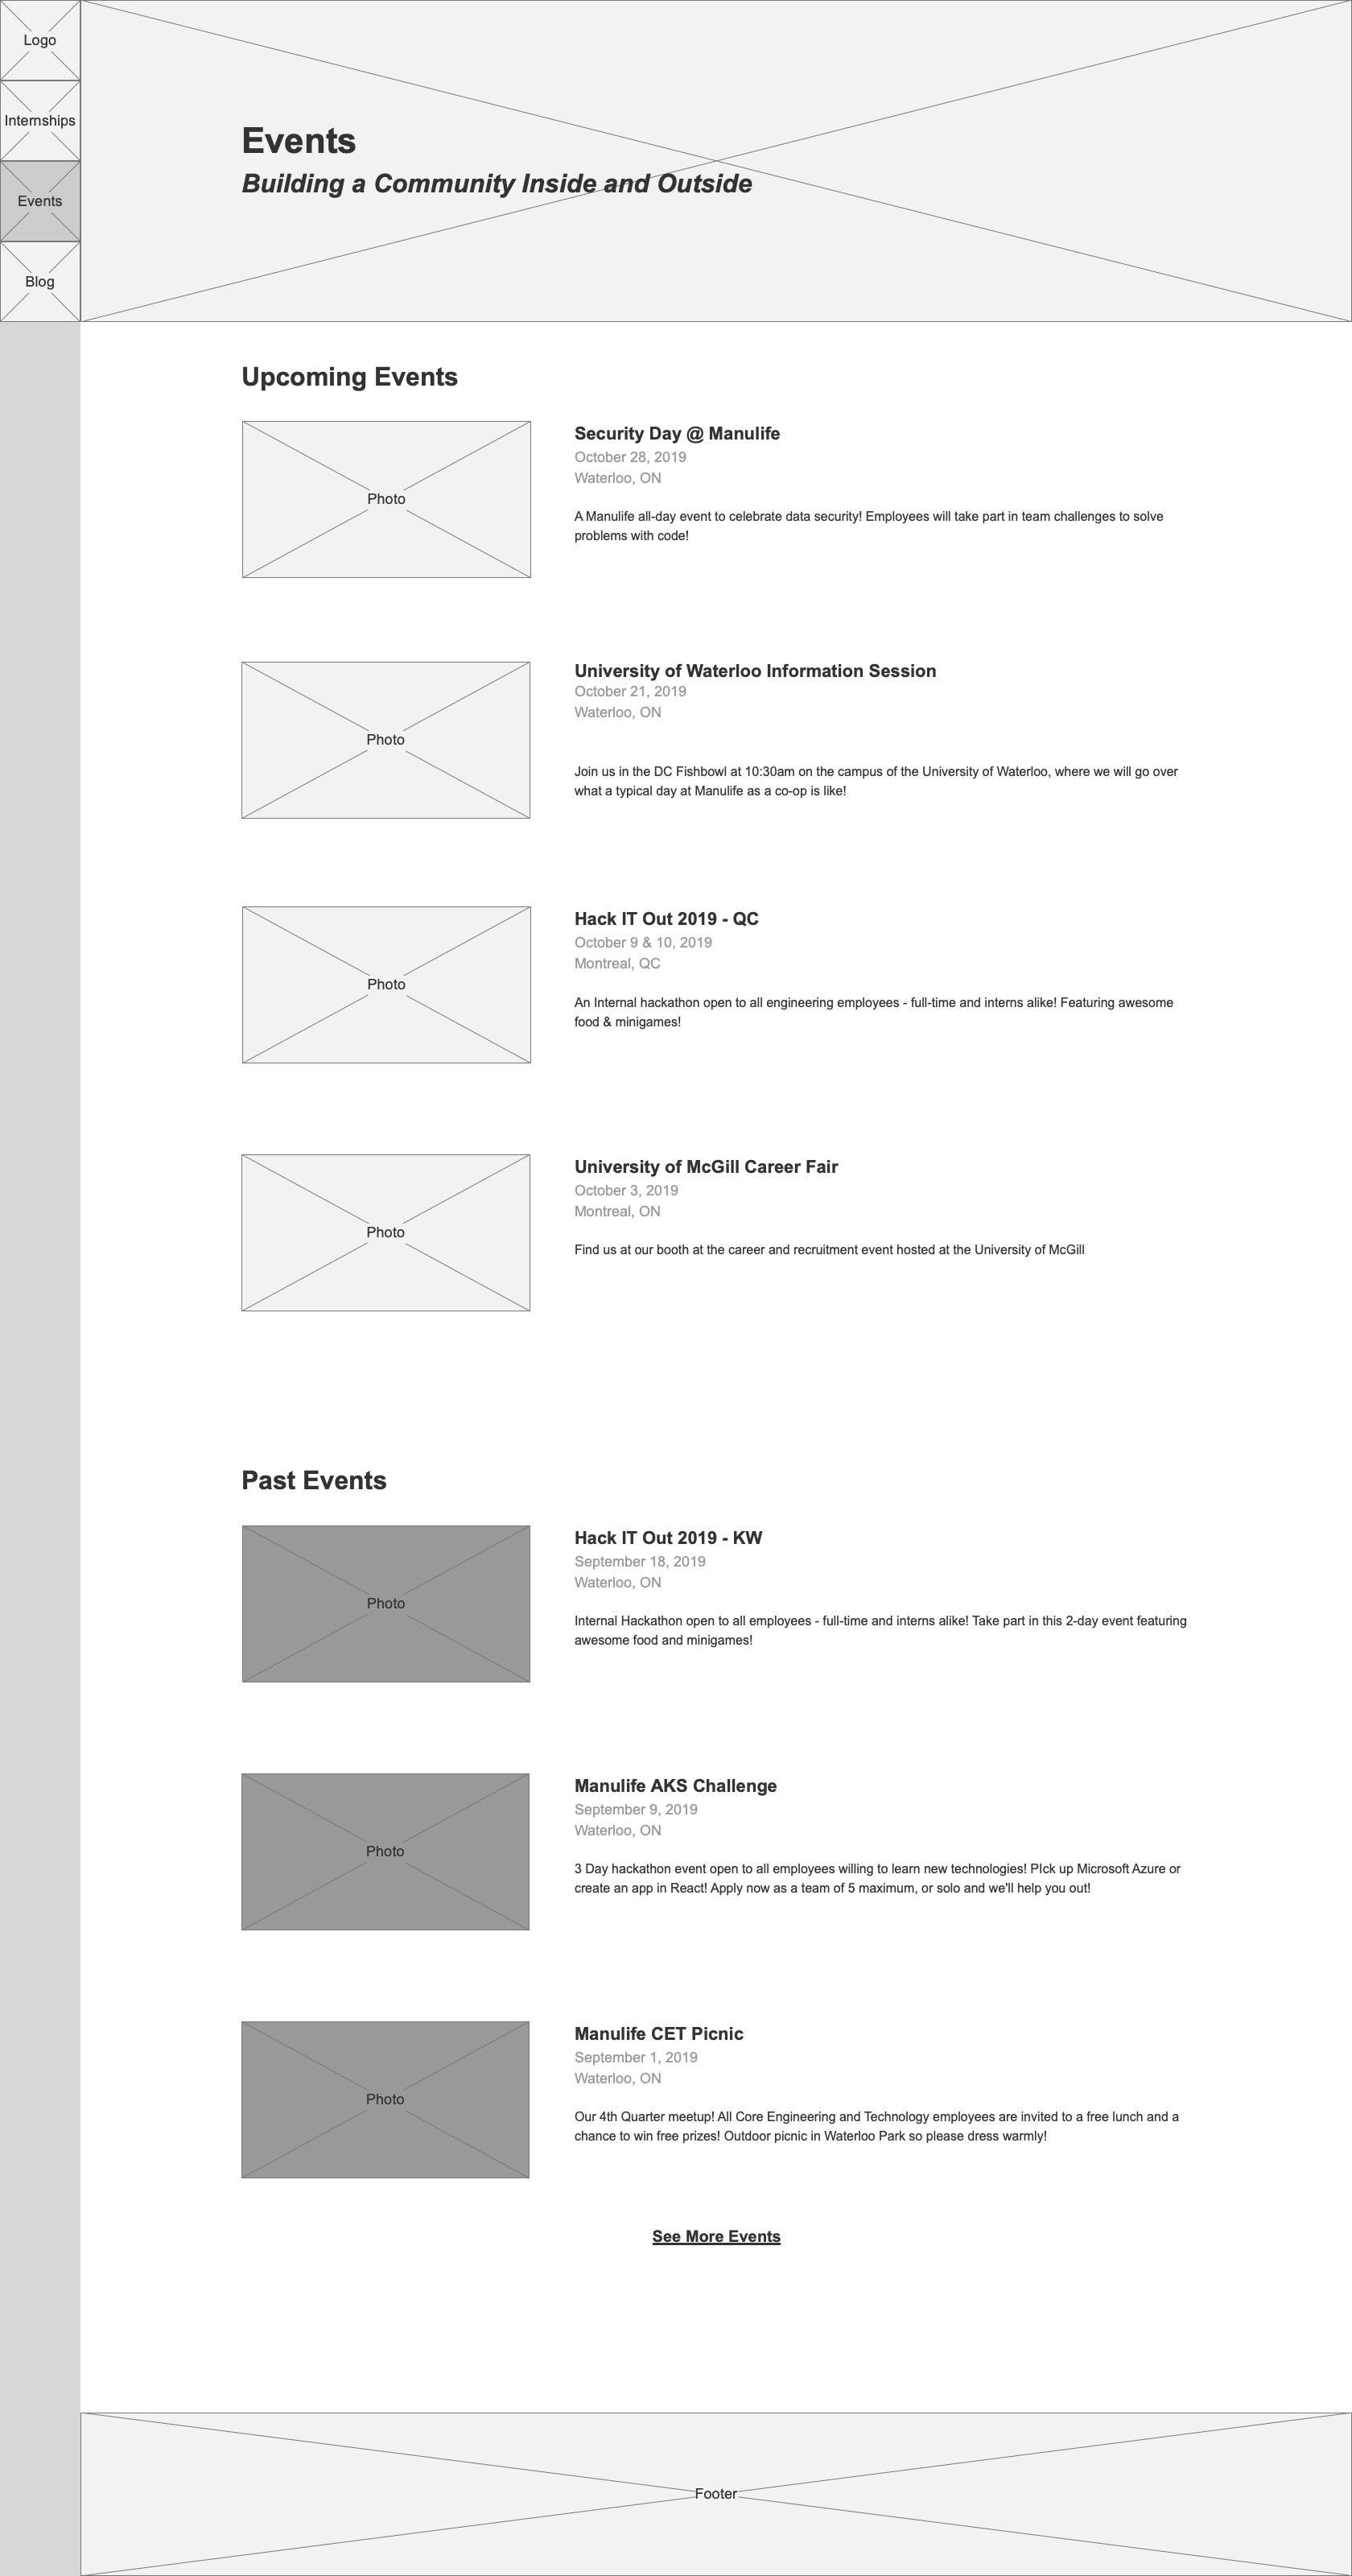 Logo
Internships
Events
Blog
Events
Building a Community Inside and Outside
Upcoming Events
Photo
Security Day @ Manulife
October 28, 2019
Waterloo, ON
A Manulife all-day event to celebrate data security! Employees will take part in team challenges to solve
problems with code!
Photo
University of Waterloo Information Session
October 21, 2019
Waterloo, ON
Join us in the DC Fishbowl at 10:30am on the campus of the University of Waterloo, where we will go over
what a typical day at Manulife as a co-op is like!
Photo
Hack IT Out 2019 - QC
October 9 & 10, 2019
Montreal, QC
An Internal hackathon open to all engineering employees - full-time and interns alike! Featuring awesome
food & minigames!
Photo
University of McGill Career Fair
October 3, 2019
Montreal, ON
Find us at our booth at the career and recruitment event hosted at the University of McGill
Past Events
Photo
Hack IT Out 2019 - KW
September 18, 2019
Waterloo, ON
Internal Hackathon open to all employees - full-time and interns alike! Take part in this 2-day event featuring
awesome food and minigames!
Photo
Manulife AKS Challenge
September 9, 2019
Waterloo, ON
3 Day hackathon event open to all employees willing to learn new technologies! PIck up Microsoft Azure or
create an app in React! Apply now as a team of 5 maximum, or solo and we'll help you out!
Photo
Manulife CET Picnic
September 1, 2019
Waterloo, ON
Our 4th Quarter meetup! All Core Engineering and Technology employees are invited to a free lunch and a
chance to win free prizes! Outdoor picnic in Waterloo Park so please dress warmly!
See More Events
Footer